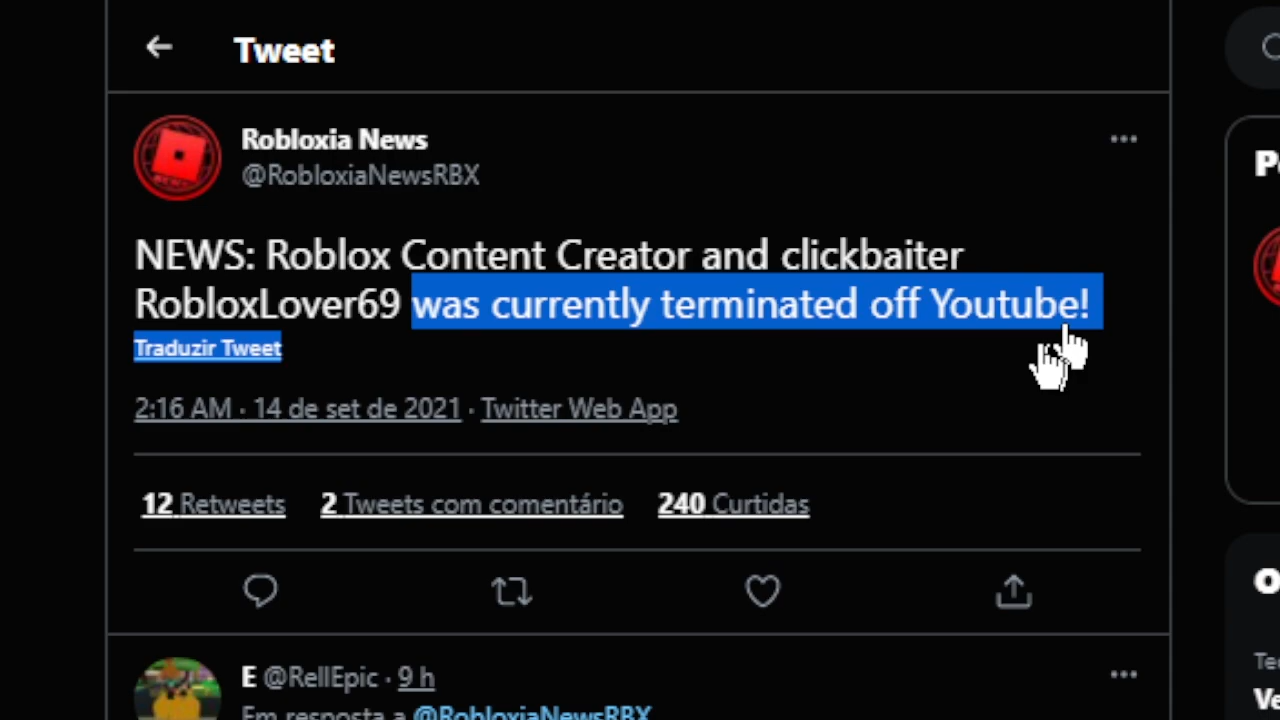 Tweet
Robloxia News
@RobloxiaNewsRBX
NEWS: Roblox Content Creator and clickbaiter
RobloxLover69 was currently terminated off Youtube!
Traduzir Tweet
2:16 AM · 14 de set de 2021 · Twitter Web App
12 Retweets 2 Tweets com comentário 240 Curtidas
E @RellEpic · 9 h
Em resposta a @RobloxiaNewsRBX